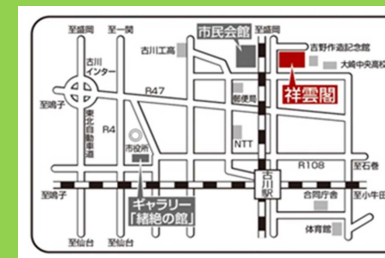 至盛岡
至一関
市民会館
至盛岡
古川工高
吉野作造記念館
古川
インター
大崎中央高校
祥雲閣
R47
郵便局
至鳴子
東北自動車道
R4
市役所
NTT
R108
至石巻
古川駅
至鳴子
ギャラリー
「緒絶の館」
合同庁舎
至小牛田
体育館
至仙台
至仙台